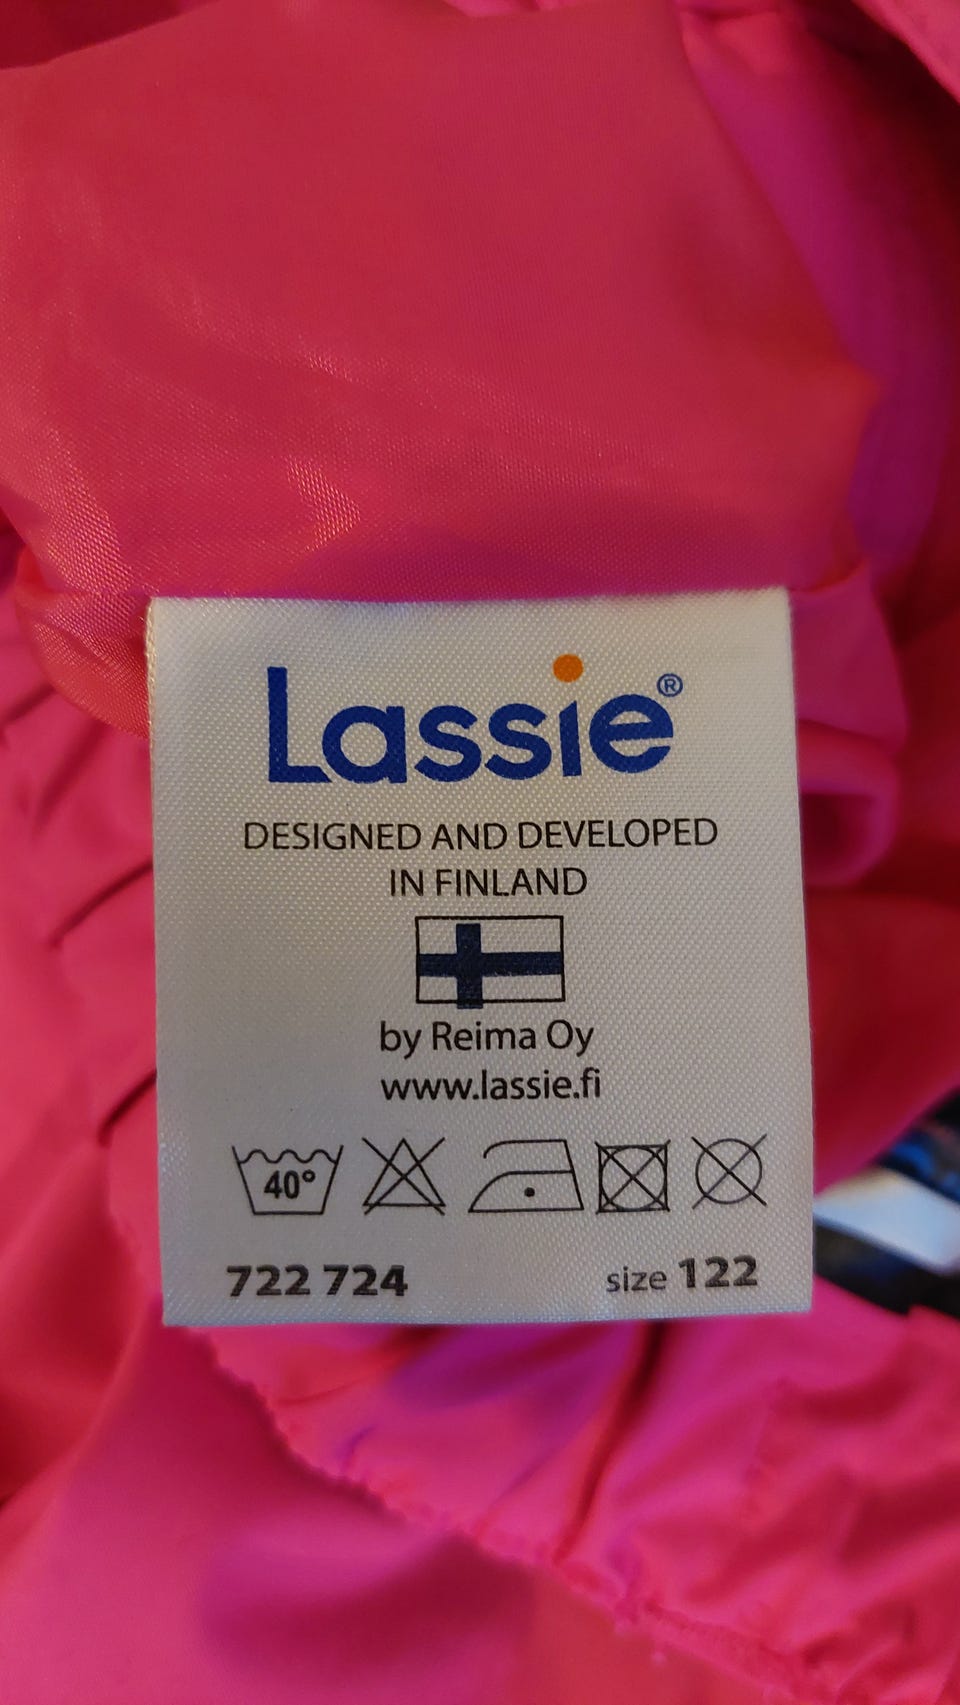 Lassie®
DESIGNED AND DEVELOPED
IN FINLAND
by Reima Oy
www.lassie.fi
40°
722 724 size 122